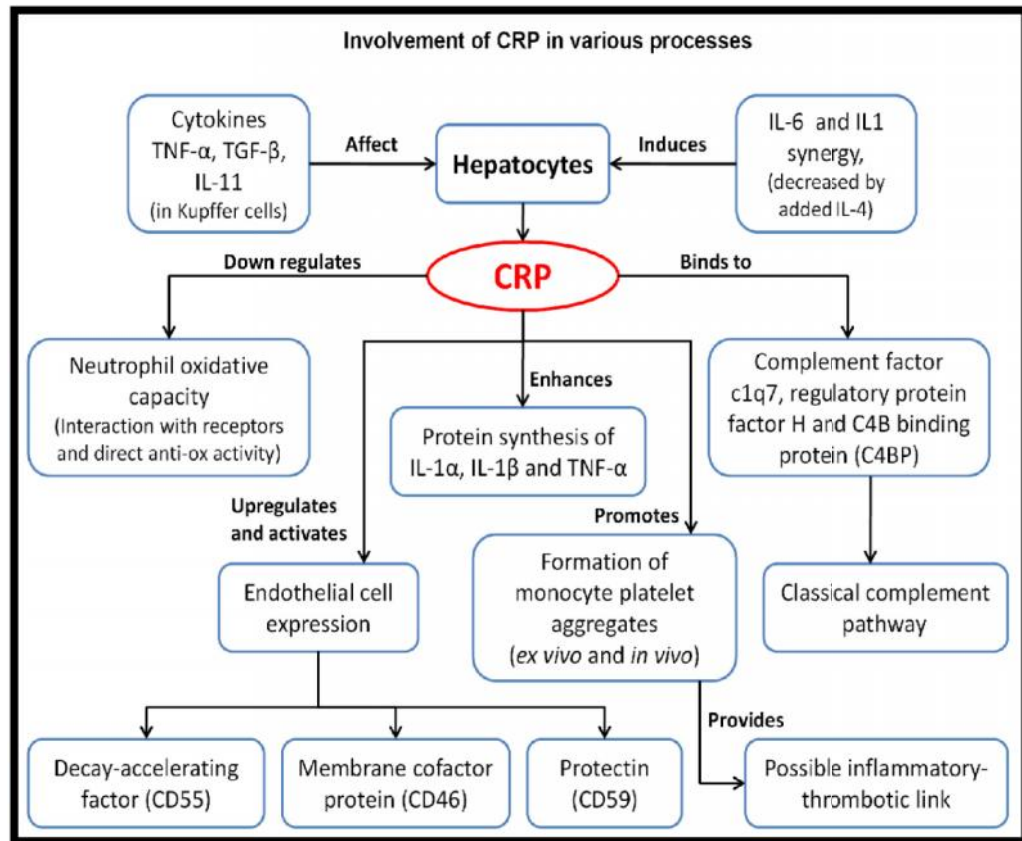 Involvement of CRP in various processes
Cytokines
TNF-α, TGF-β,
IL-11
(in Kupffer cells)
Affect
Hepatocytes
Induces
IL-6 and IL1
synergy,
(decreased by
added IL-4)
Down regulates
CRP
Binds to
Neutrophil oxidative
capacity
(Interaction with receptors
and direct anti-ox activity)
Enhances
Protein synthesis of
IL-1α, IL-1β and TNF-α
Complement factor
c1q7, regulatory protein
factor H and C4B binding
protein (C4BP)
Upregulates
and activates
Promotes
Endothelial cell
expression
Formation of
monocyte platelet
aggregates
(ex vivo and in vivo)
Classical complement
pathway
Provides
Decay-accelerating
factor (CD55)
Membrane cofactor
protein (CD46)
Protectin
(CD59)
Possible inflammatory-
thrombotic link